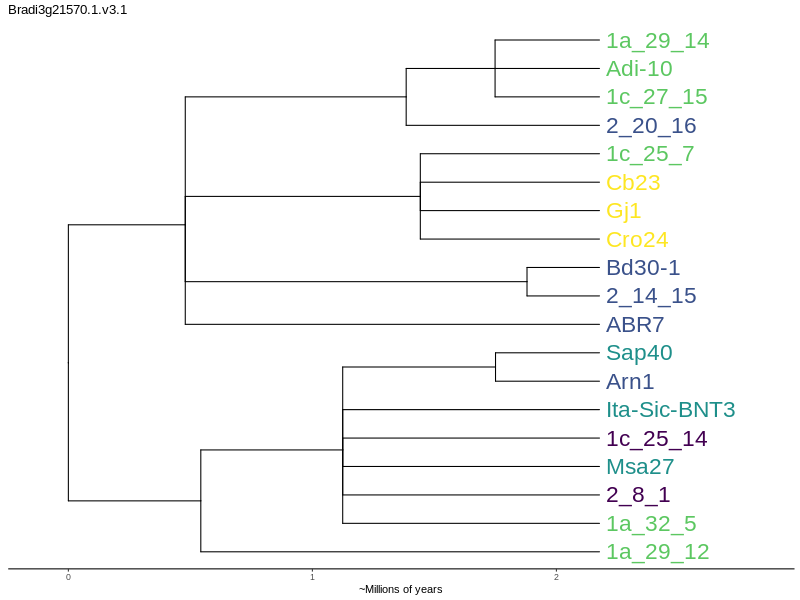 Bradi3g21570.1.v3.1
1a_29_14
Adi-10
1c_27_15
2_20_16
1c_25_7
Cb23
Gj1
Cro24
Bd30-1
2_14_15
ABR7
Sap40
Arn1
Ita-Sic-BNT3
1c_25_14
Msa27
2_8_1
1a_32_5
1a_29_12
0 1 2
~Millions of years